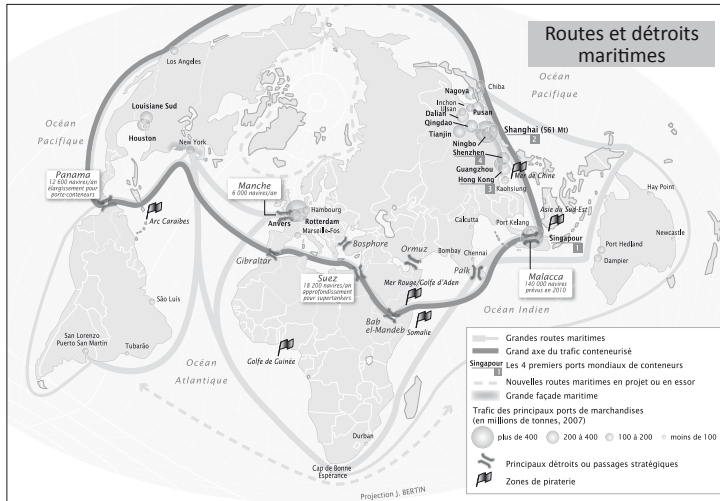 Routes et détroits
maritimes
Los Angeles
Océan
Pacifique
Louisiane Sud
Houston
New York
Panama
12 600 navires/an
élargissement pour
porte-conteneurs
Arc Caraïbes
Manche
6 000 navires/an
Hambourg
Rotterdam
Anvers
Marseille-Fos
Bosphore
Gibraltar
Suez
18 200 navires/an
approfondissement
pour supertankers
Ormuz
Mer Rouge/Golfe d'Aden
Bab
el-Mandeb
Somalie
Golfe de Guinée
São Luis
San Lorenzo
Puerto San Martín
Tubarão
Océan
Atlantique
Durban
Cap de Bonne
Espérance
Projection J. BERTIN
Nagoya
Chiba
Inchon
Ulsan
Dalian
Pusan
Qingdao
Tianjin
Shanghai (561 Mt)
2
Ningbo
Shenzhen
4
Guangzhou
Hong Kong
3
Mer de Chine
Kaohsiung
Océan
Pacifique
Calcutta
Port Kelang
Asie du Sud-Est
Bombay
Chennai
Palk
Singapour
1
Malacca
140 000 navires
prévus en 2010
Océan Indien
Hay Point
Newcastle
Port Hedland
Dampier
Grandes routes maritimes
Grand axe du trafic conteneurisé
Singapour
1
Les 4 premiers ports mondiaux de conteneurs
Nouvelles routes maritimes en projet ou en essor
Grande façade maritime
Trafic des principaux ports de marchandises
(en millions de tonnes, 2007)
plus de 400 200 à 400 100 à 200 moins de 100
Principaux détroits ou passages stratégiques
Zones de piraterie